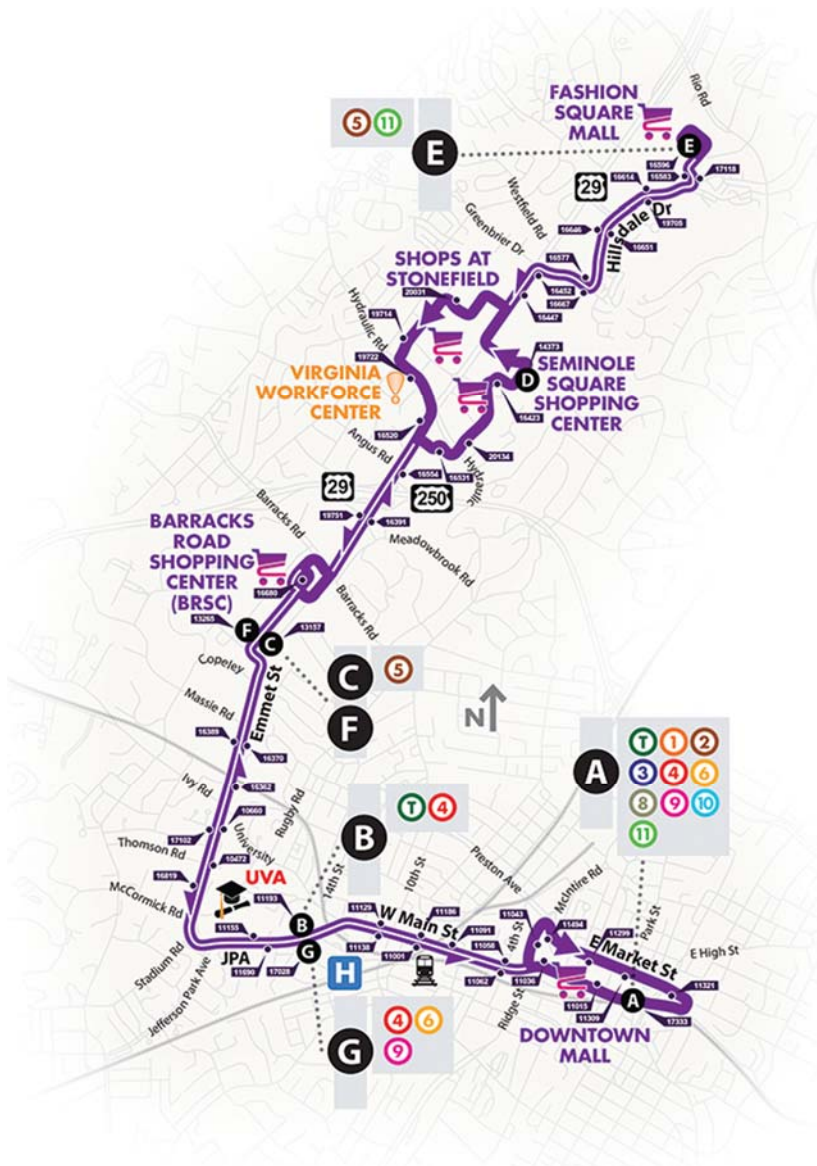 Rio Rd
FASHION
SQUARE
MALL
5 11
E
E
16596
16583
17118
16614
29
19705
Hillsdale Dr
Westfield Rd
Greenbrier Dr
16646
16651
SHOPS AT
STONEFIELD
16577
16452
16667
16447
20031
Hydraulic Rd
19714
14373
19722
VIRGINIA
WORKFORCE
CENTER
D
SEMINOLE
SQUARE
SHOPPING
CENTER
16423
16520
Angus Rd
20134
Hydraulic
16554
16531
29
250
19751
16391
Barracks Rd
Meadowbrook Rd
BARRACKS
ROAD
SHOPPING
CENTER
(BRSC)
16680
Barracks Rd
13265
13157
F
C
Copeley
C
5
F
Emmet St
N
Massie Rd
16389
16370
A
T 1 2
3 4 6
8 9 10
11
Ivy Rd
16362
10660
Rugby Rd
B
T 4
University
17102
Thomson Rd
10472
16819
UVA
McCormick Rd
11193
14th St
10th St
Preston Ave
McIntire Rd
Park St
B
11155
11129
W Main St
11186
11043
11494
11299
E High St
11091
11058
4th St
E Market St
Stadium Rd
JPA
11138
11001
11690
17028
G
H
11062
11036
11321
Jefferson Park Ave
Ridge St
11015
11309
A
17333
DOWNTOWN
MALL
G
4 6
9